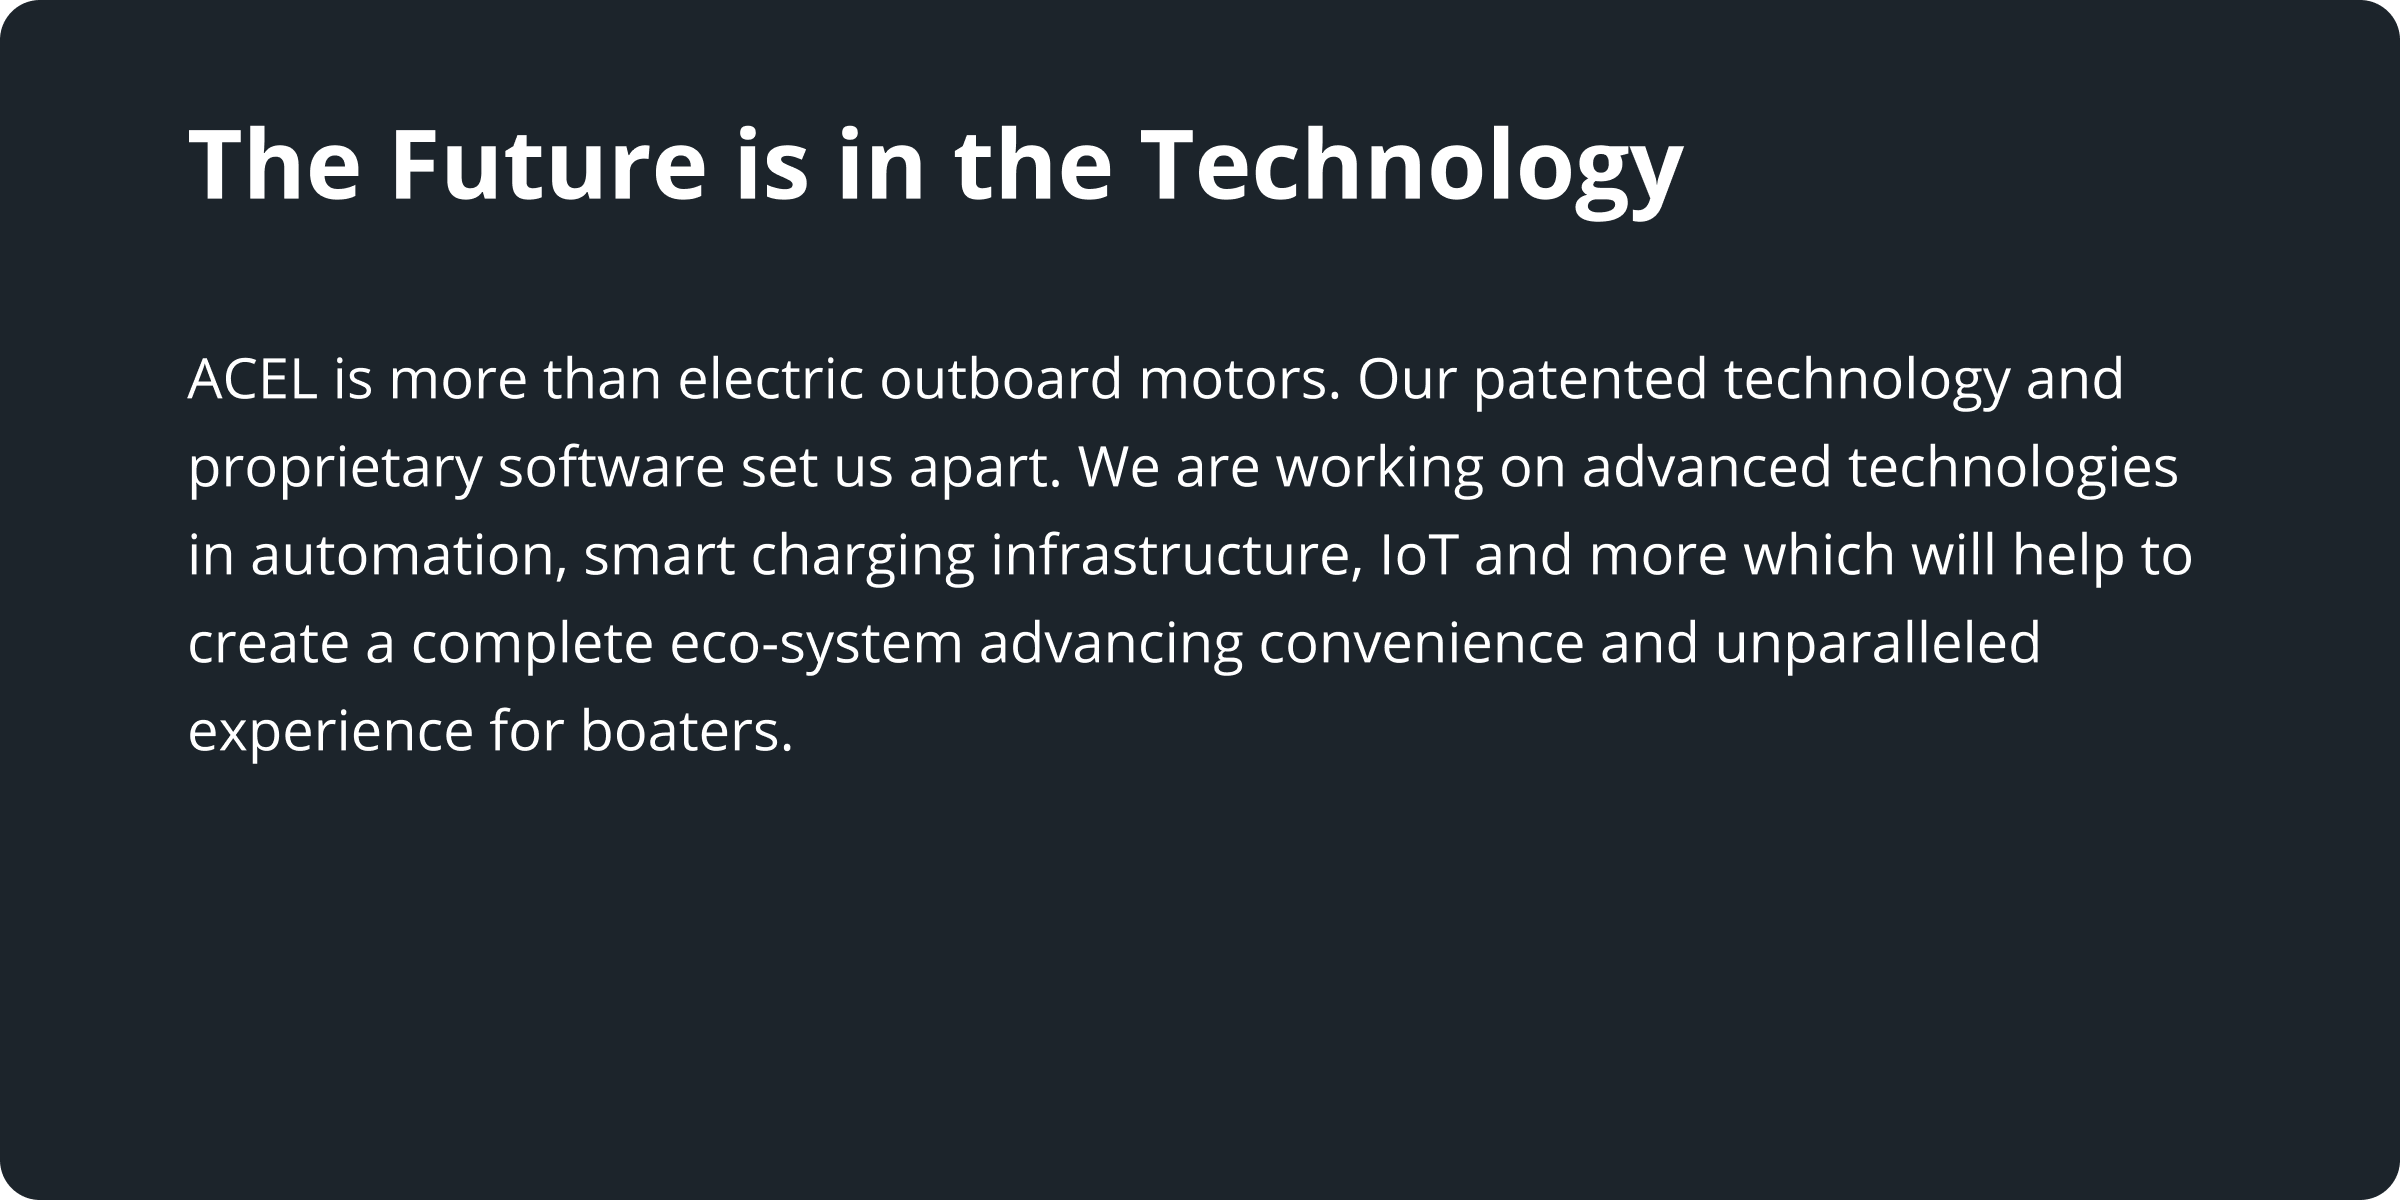 The Future is in the Technology
ACEL is more than electric outboard motors. Our patented technology and
proprietary software set us apart. We are working on advanced technologies
in automation, smart charging infrastructure, IoT and more which will help to
create a complete eco-system advancing convenience and unparalleled
experience for boaters.